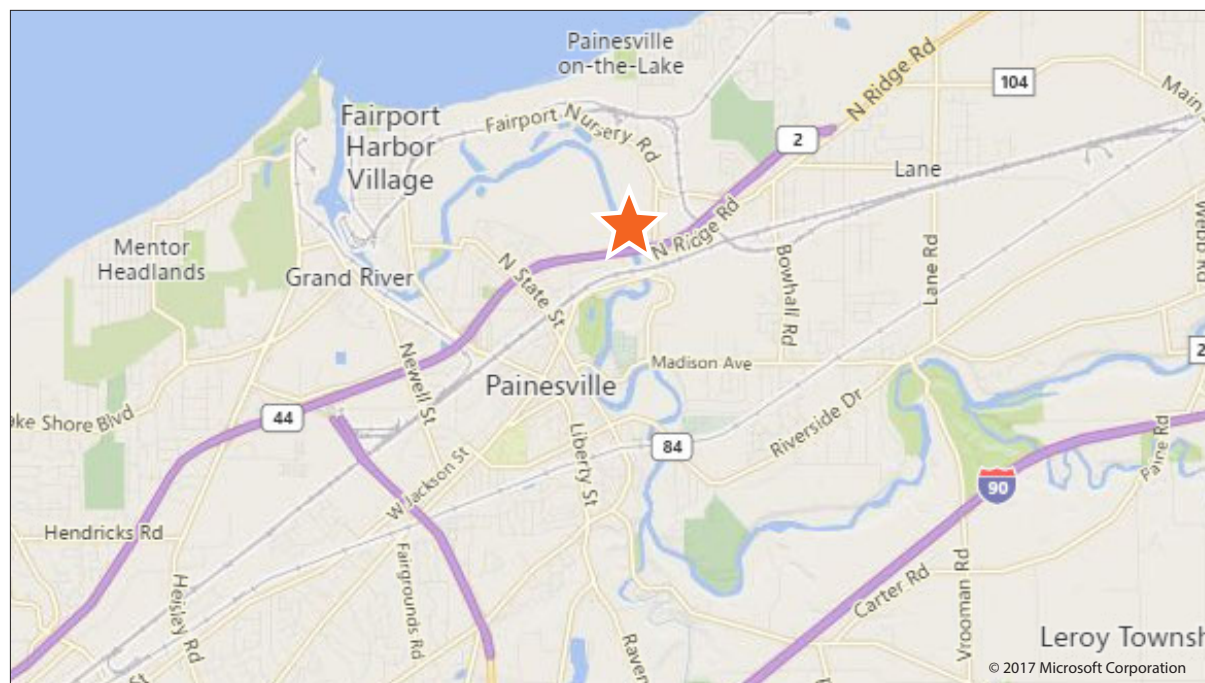 Painesville
on-the-Lake
N Ridge Rd
104
Main
Fairport
Harbor
Village
Fairport Nursery Rd
2
Lane
Mentor
Headlands
Grand River
N State St
N Ridge Rd
Bowhall Rd
Lane Rd
Webb Rd
Newell St
Madison Ave
2
Painesville
ake Shore Blvd
44
Riverside Dr
Liberty St
84
Paine Rd
W Jackson St
90
Hendricks Rd
Heisley Rd
Fairgrounds Rd
Carter Rd
Vrooman Rd
Raven
Leroy Townsh
St
© 2017 Microsoft Corporation